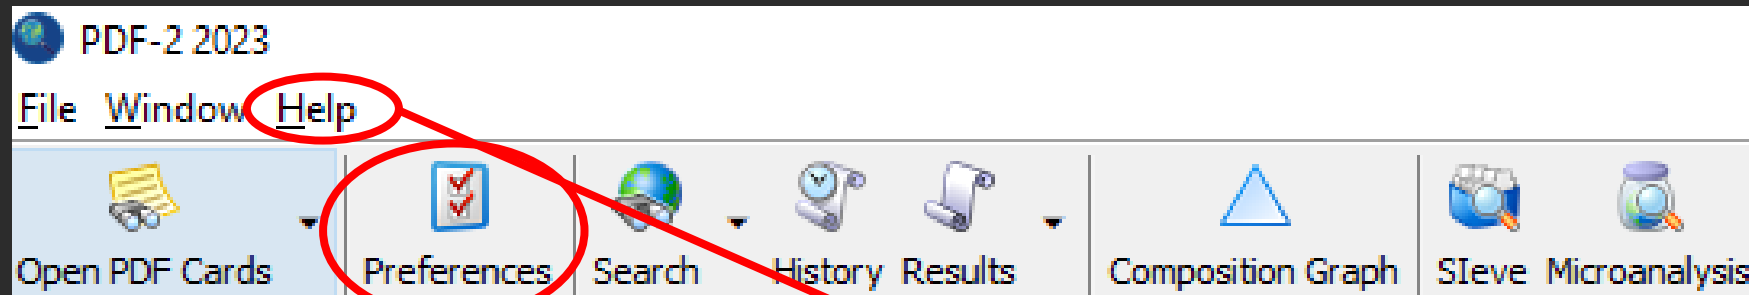 PDF-2 2023
File Window Help
Open PDF Cards Preferences Search History Results Composition Graph SIeve Microanalysis